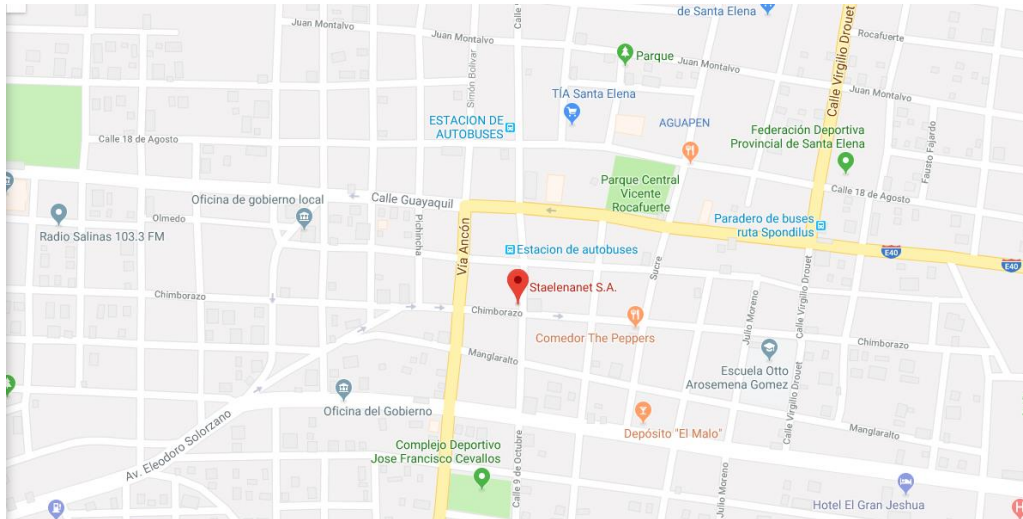 de Santa Elena
Juan Montalvo
Calle
Rocafuerte
Calle Virgilio Drouet
Parque
Juan Montalvo
Simón Bolívar
TÍA Santa Elena
Juan Montalvo
ESTACION DE
AUTOBUSES
AGUAPEN
Federación Deportiva
Provincial de Santa Elena
Calle 18 de Agosto
Fausto Fajardo
Parque Central
Vicente
Rocafuerte
Calle 18 de Agosto
Oficina de gobierno local
Calle Guayaquil
Olmedo
Radio Salinas 103.3 FM
Pichincha
Vía Ancón
Paradero de buses
ruta Spondilus
E40
E40
Estacion de autobuses
Sucre
Staelenanet S.A.
Chimborazo
Chimborazo
Julio Moreno
Calle Virgilio Drouet
Comedor The Peppers
Chimborazo
Manglaralto
Escuela Otto
Arosemena Gomez
Calle Virgilio Drouet
Oficina del Gobierno
Depósito "El Malo"
Manglaralto
Av. Eleodoro Solorzano
Complejo Deportivo
Jose Francisco Cevallos
Calle 9 de Octubre
Julio Moreno
Hotel El Gran Jeshua
H